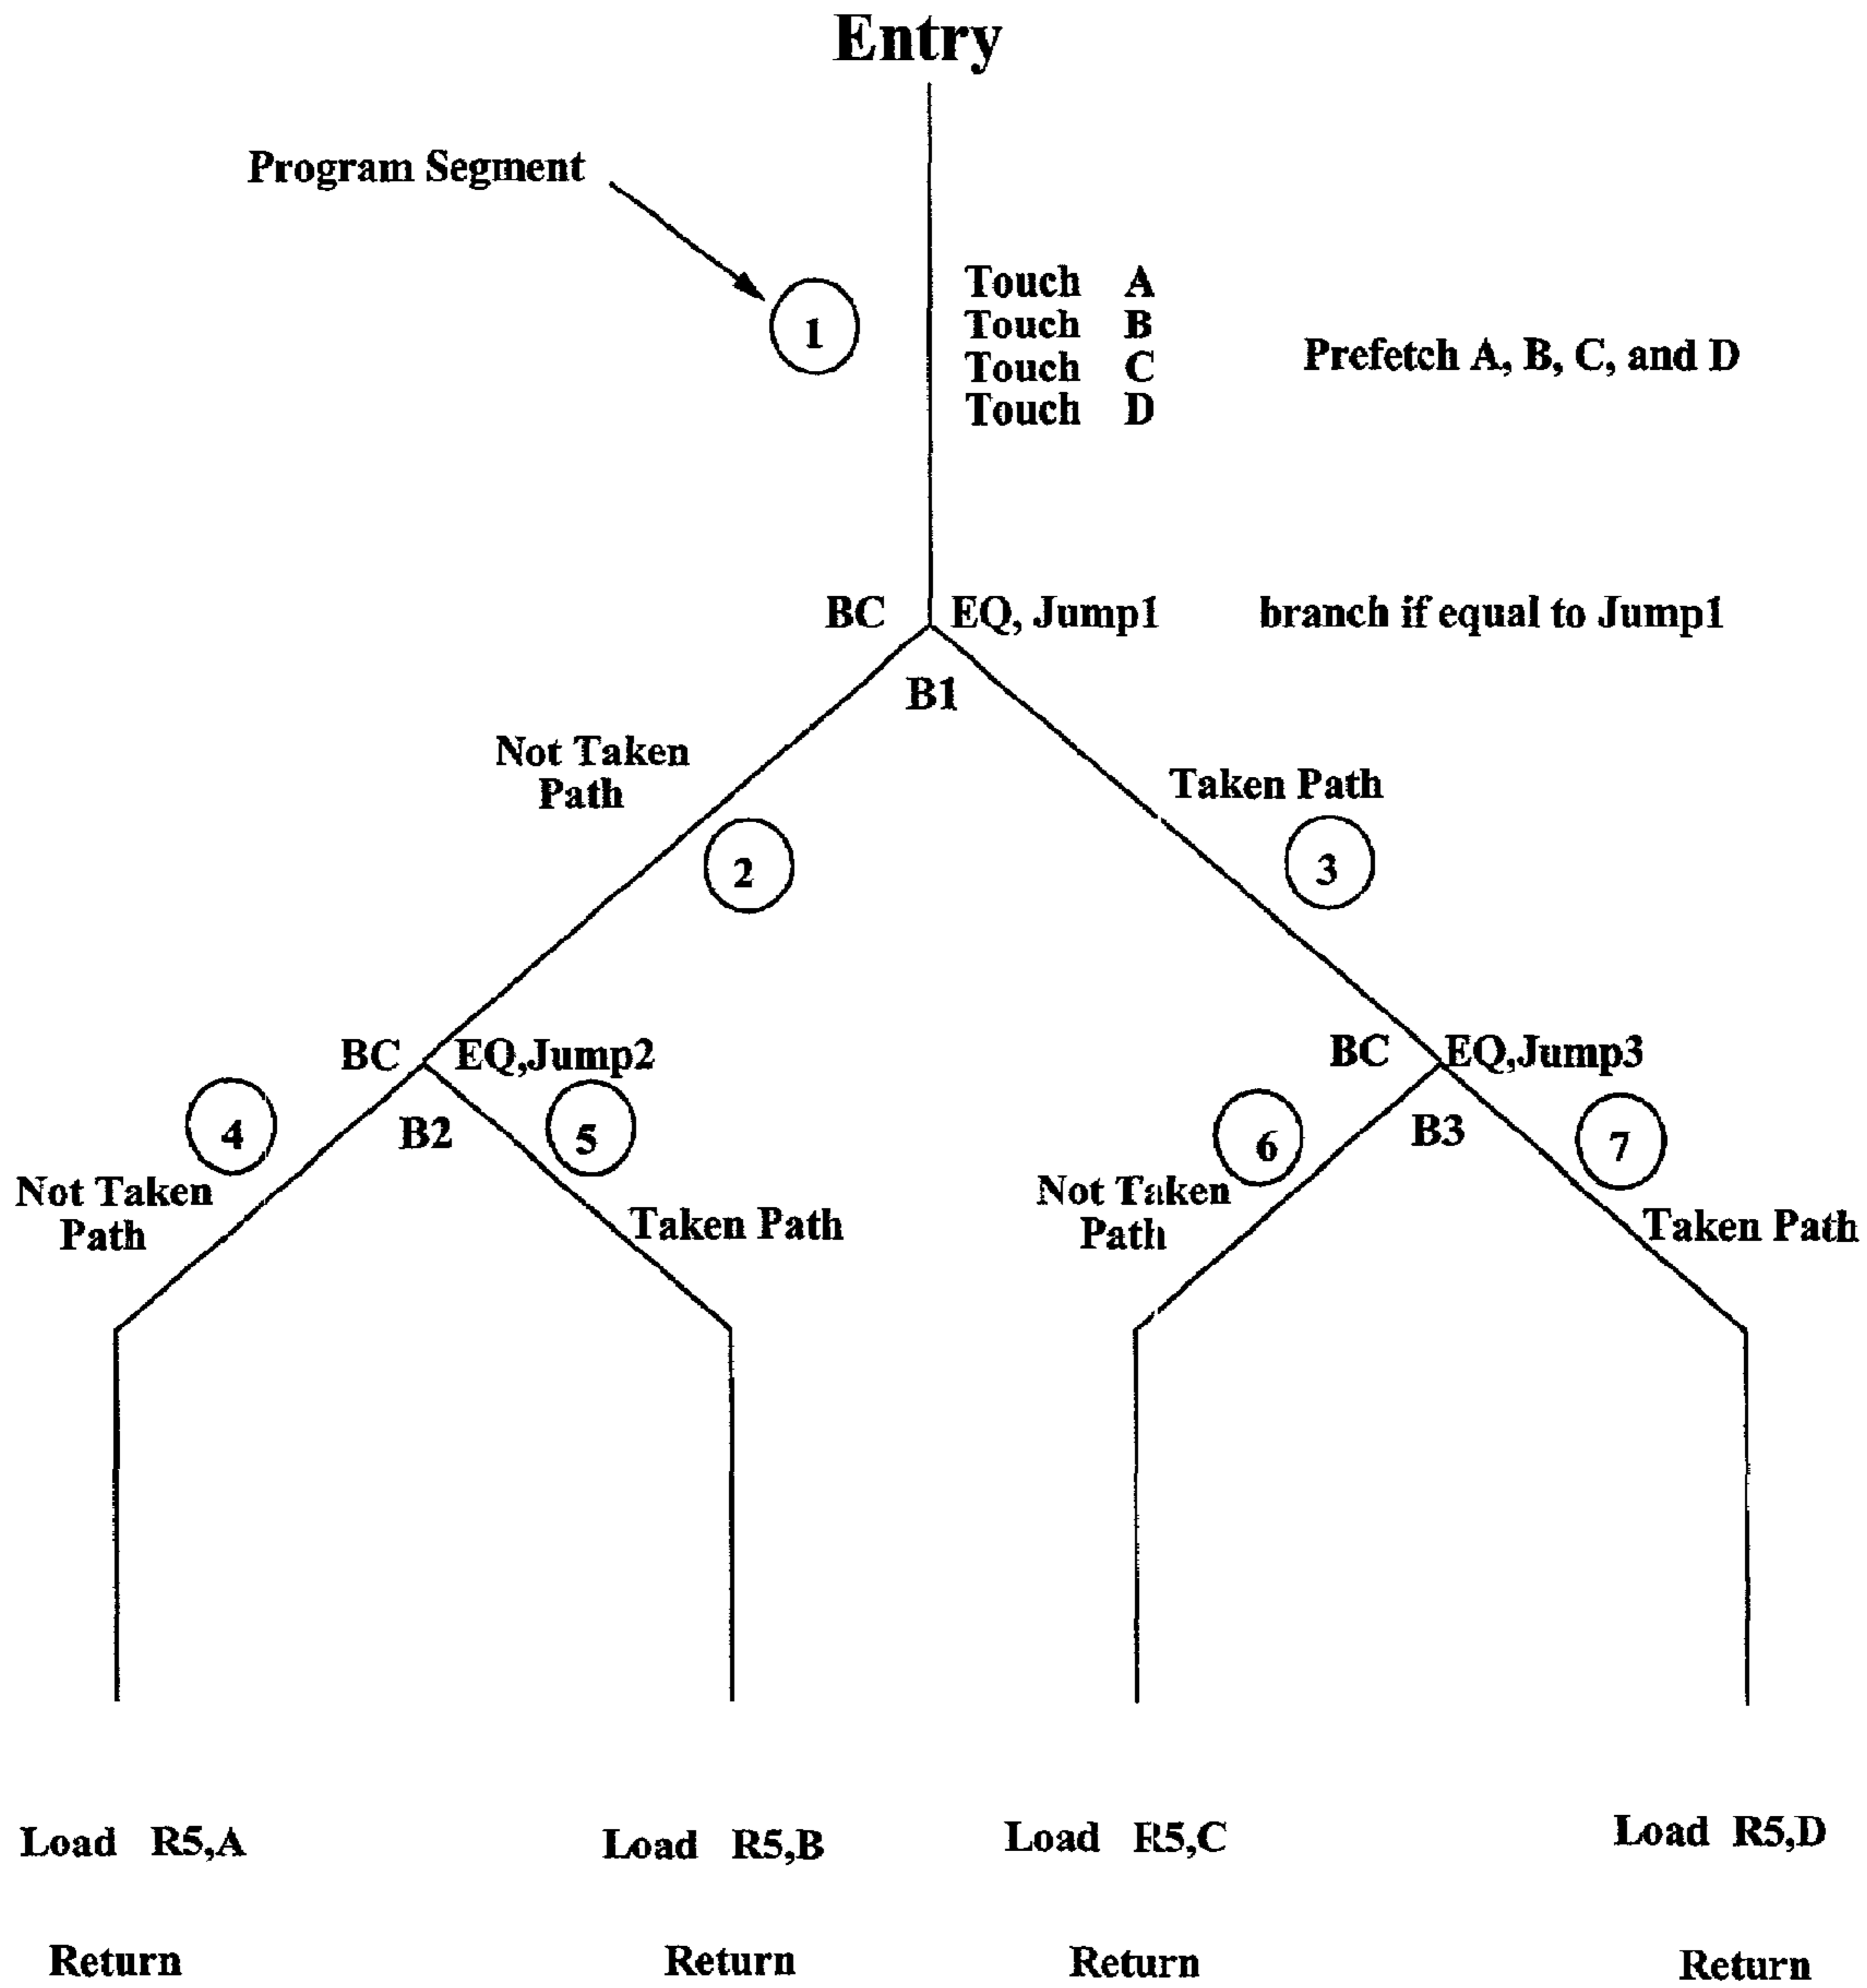 Entry
Program Segment
1
Touch A
Touch B
Touch C
Touch D
Prefetch A, B, C, and D
BC EQ, Jump1 branch if equal to Jump1
B1
Not Taken
Path
Taken Path
2
3
BC EQ,Jump2
BC EQ,Jump3
4
B2
5
6
B3
7
Not Taken
Path
Taken Path
Not Taken
Path
Taken Path
Load R5,A
Load R5,B
Load R5,C
Load R5,D
Return
Return
Return
Return